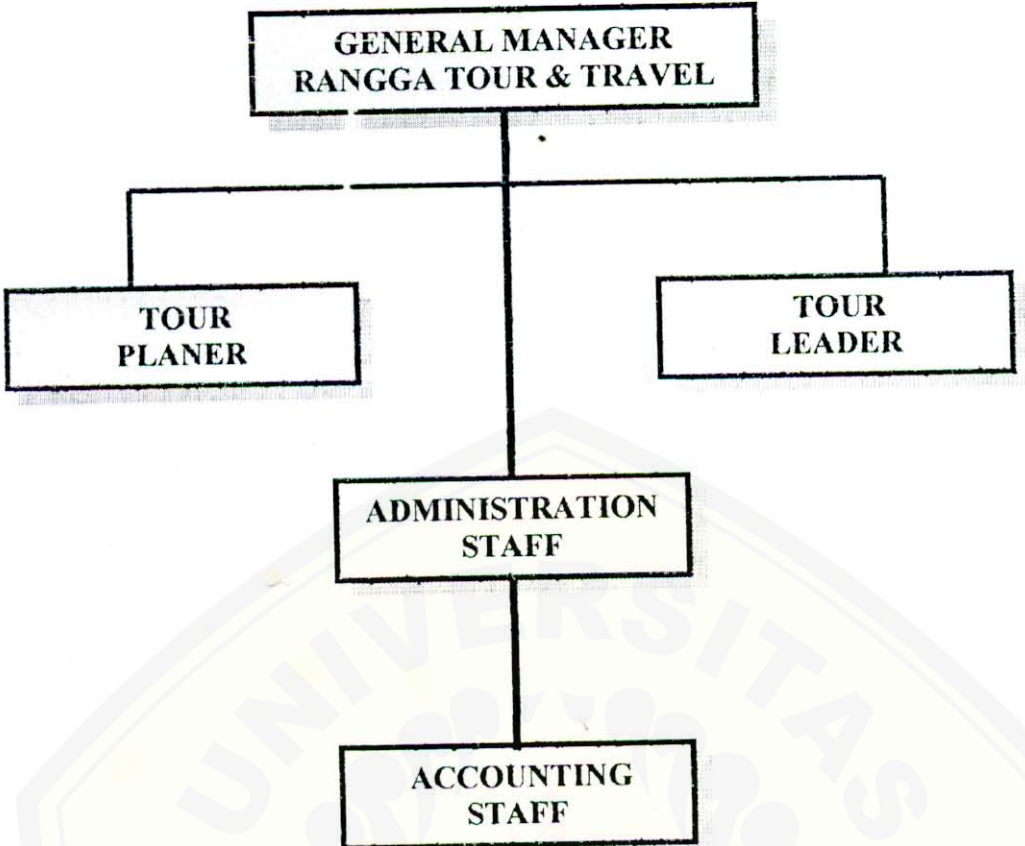 GENERAL MANAGER
RANGGA TOUR & TRAVEL
TOUR
PLANER
TOUR
LEADER
ADMINISTRATION
STAFF
UNIVERSITAS
ACCOUNTING
STAFF